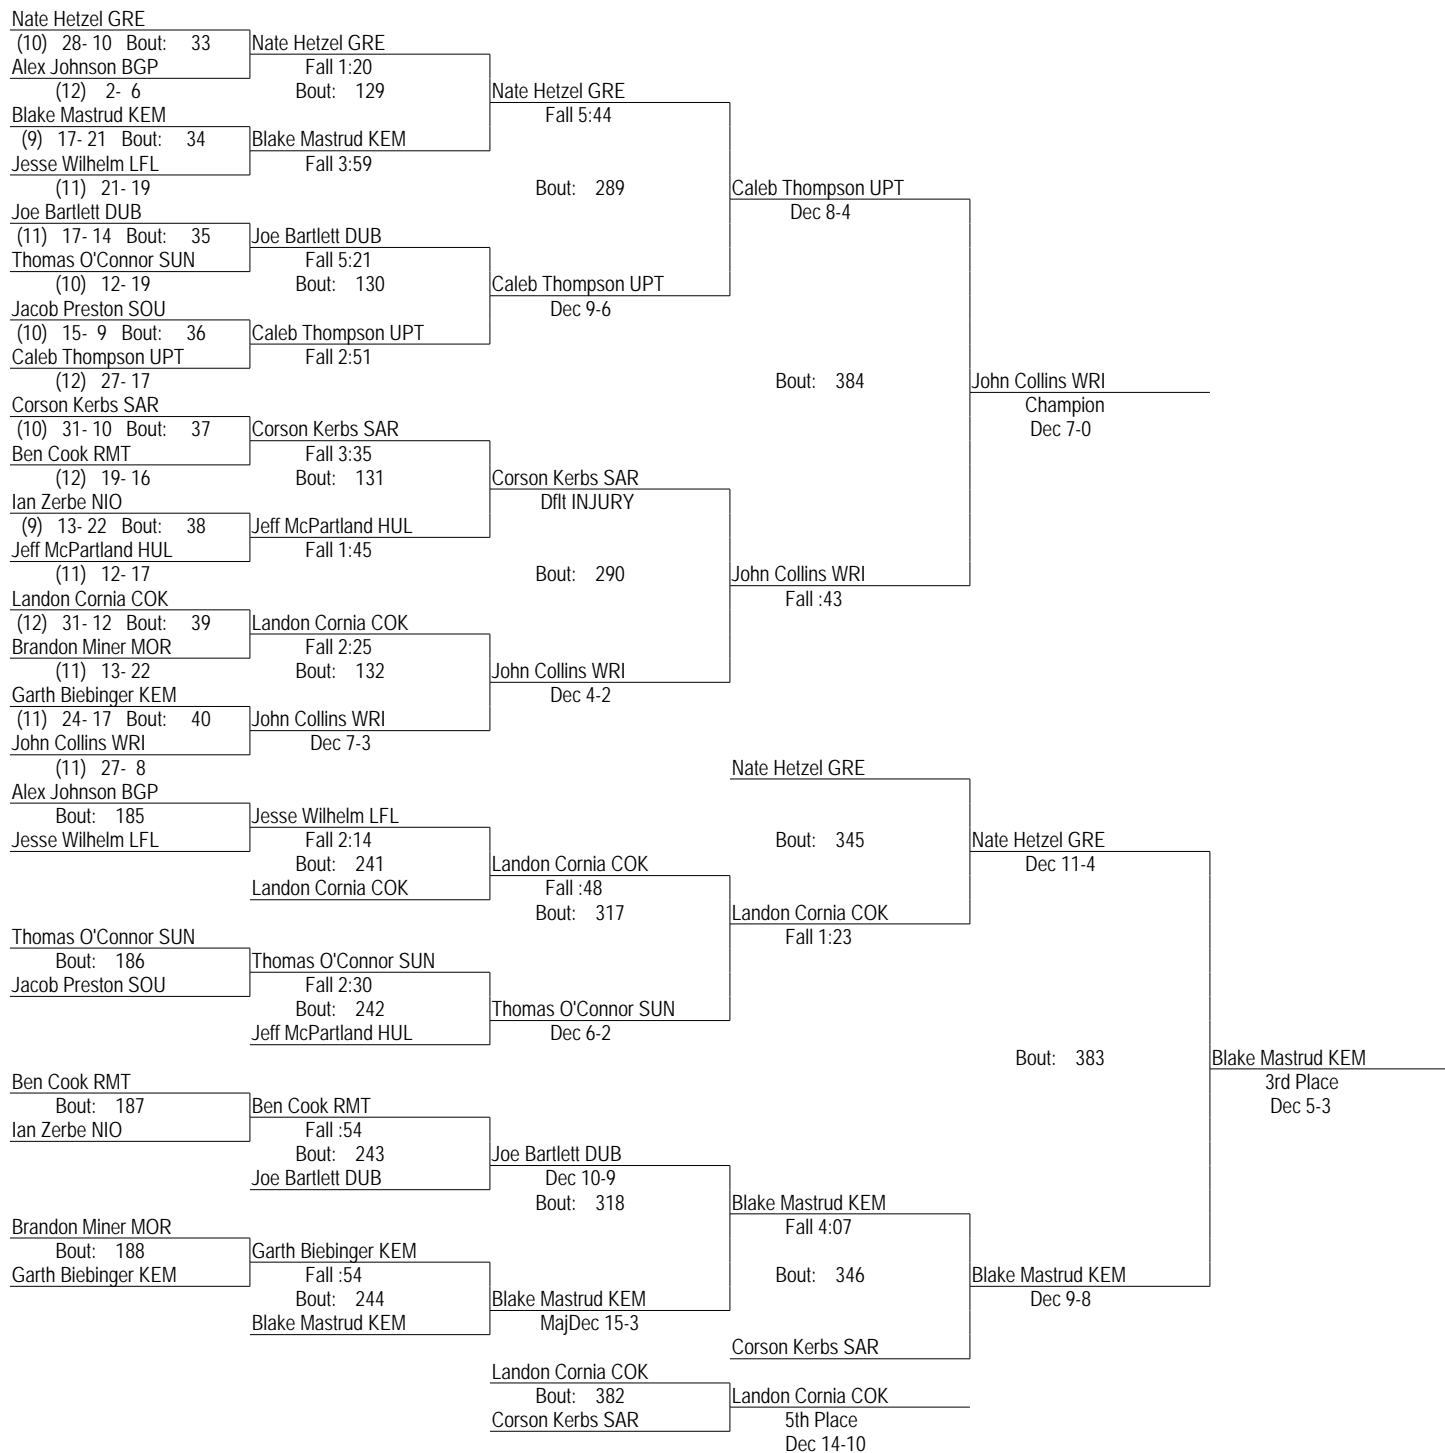 Nate Hetzel GRE
(10) 28- 10 Bout: 33 Nate Hetzel GRE
Alex Johnson BGP Fall 1:20
(12) 2- 6 Bout: 129 Nate Hetzel GRE
Blake Mastrud KEM Fall 5:44
(9) 17- 21 Bout: 34 Blake Mastrud KEM
Jesse Wilhelm LFL Fall 3:59
(11) 21- 19 Bout: 289 Caleb Thompson UPT
Joe Bartlett DUB Dec 8-4
(11) 17- 14 Bout: 35 Joe Bartlett DUB
Thomas O'Connor SUN Fall 5:21
(10) 12- 19 Bout: 130 Caleb Thompson UPT
Jacob Preston SOU Dec 9-6
(10) 15- 9 Bout: 36 Caleb Thompson UPT
Caleb Thompson UPT Fall 2:51
(12) 27- 17 Bout: 384 John Collins WRI
Corson Kerbs SAR Champion
(10) 31- 10 Bout: 37 Corson Kerbs SAR Dec 7-0
Ben Cook RMT Fall 3:35
(12) 19- 16 Bout: 131 Corson Kerbs SAR
Ian Zerbe NIO Dflt INJURY
(9) 13- 22 Bout: 38 Jeff McPartland HUL
Jeff McPartland HUL Fall 1:45
(11) 12- 17 Bout: 290 John Collins WRI
Landon Cornia COK Fall :43
(12) 31- 12 Bout: 39 Landon Cornia COK
Brandon Miner MOR Fall 2:25
(11) 13- 22 Bout: 132 John Collins WRI
Garth Biebinger KEM Dec 4-2
(11) 24- 17 Bout: 40 John Collins WRI
John Collins WRI Dec 7-3
(11) 27- 8 Nate Hetzel GRE
Alex Johnson BGP
Bout: 185 Jesse Wilhelm LFL
Jesse Wilhelm LFL Fall 2:14 Bout: 345 Nate Hetzel GRE
Bout: 241 Landon Cornia COK Dec 11-4
Landon Cornia COK Fall :48
Bout: 317 Landon Cornia COK
Thomas O'Connor SUN Fall 1:23
Bout: 186 Thomas O'Connor SUN
Jacob Preston SOU Fall 2:30
Bout: 242 Thomas O'Connor SUN
Jeff McPartland HUL Dec 6-2
Bout: 383 Blake Mastrud KEM
Ben Cook RMT 3rd Place
Bout: 187 Ben Cook RMT Dec 5-3
Ian Zerbe NIO Fall :54
Bout: 243 Joe Bartlett DUB
Joe Bartlett DUB Dec 10-9
Bout: 318 Blake Mastrud KEM
Brandon Miner MOR Fall 4:07
Bout: 188 Garth Biebinger KEM
Garth Biebinger KEM Fall :54 Bout: 346 Blake Mastrud KEM
Bout: 244 Blake Mastrud KEM Dec 9-8
Blake Mastrud KEM MajDec 15-3
Corson Kerbs SAR
Landon Cornia COK
Bout: 382 Landon Cornia COK
Corson Kerbs SAR 5th Place
Dec 14-10